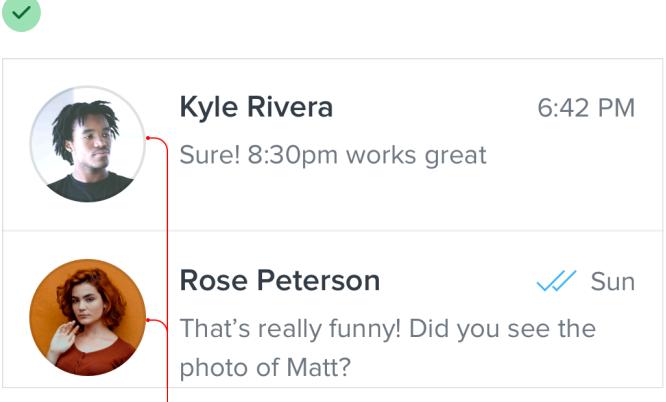 Kyle Rivera
6:42 PM
Sure! 8:30pm works great
Rose Peterson
Sun
That’s really funny! Did you see the
photo of Matt?